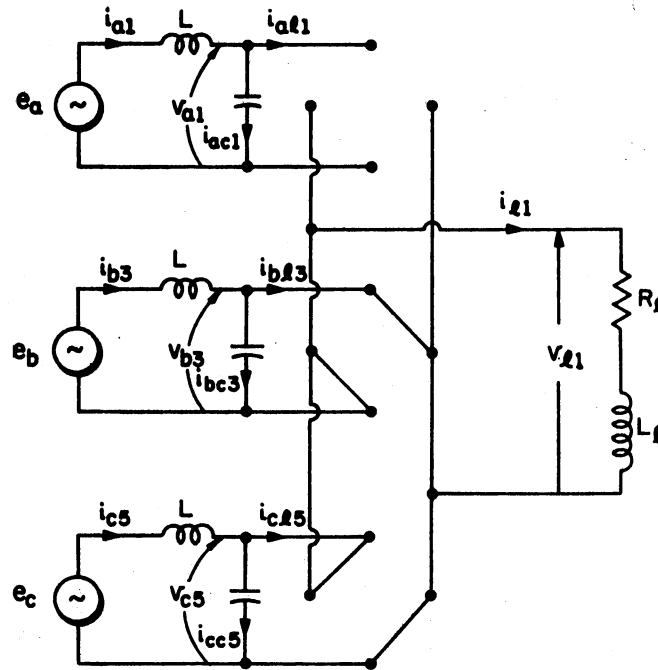 i_a1 L i_aℓ1
e_a ~ v_a1 i_ac1
i_ℓ1
i_b3 L i_bℓ3
R_ℓ
e_b ~ v_b3 i_bc3
v_ℓ1
L_ℓ
i_c5 L i_cℓ5
e_c ~ v_c5 i_cc5